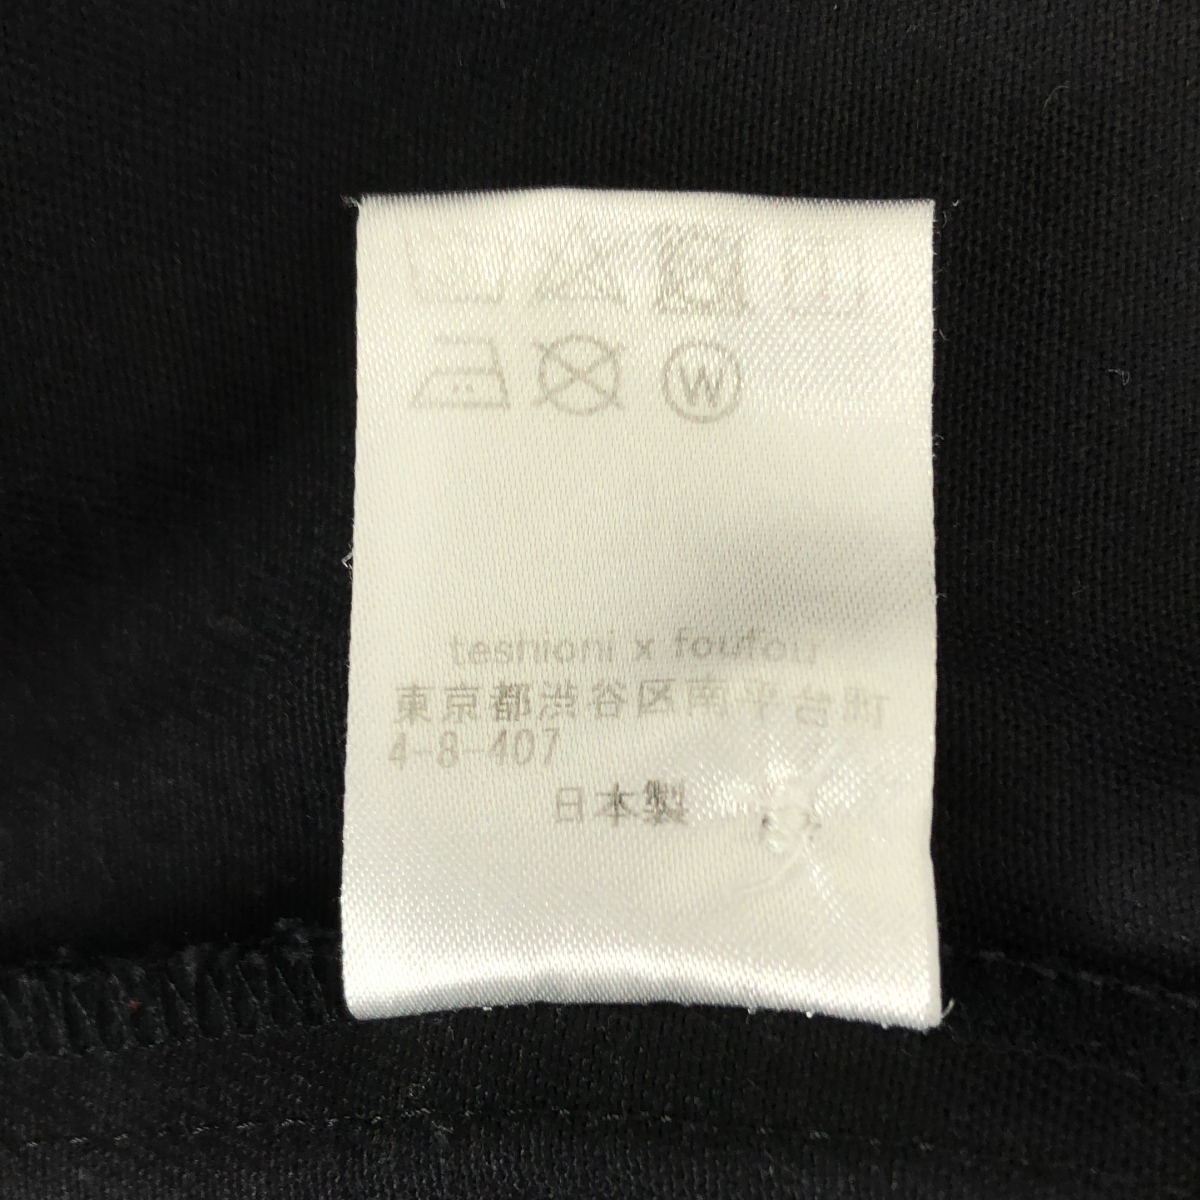 W
teshioni x foufou
東京都渋谷区南平台町
4-8-407
日本製